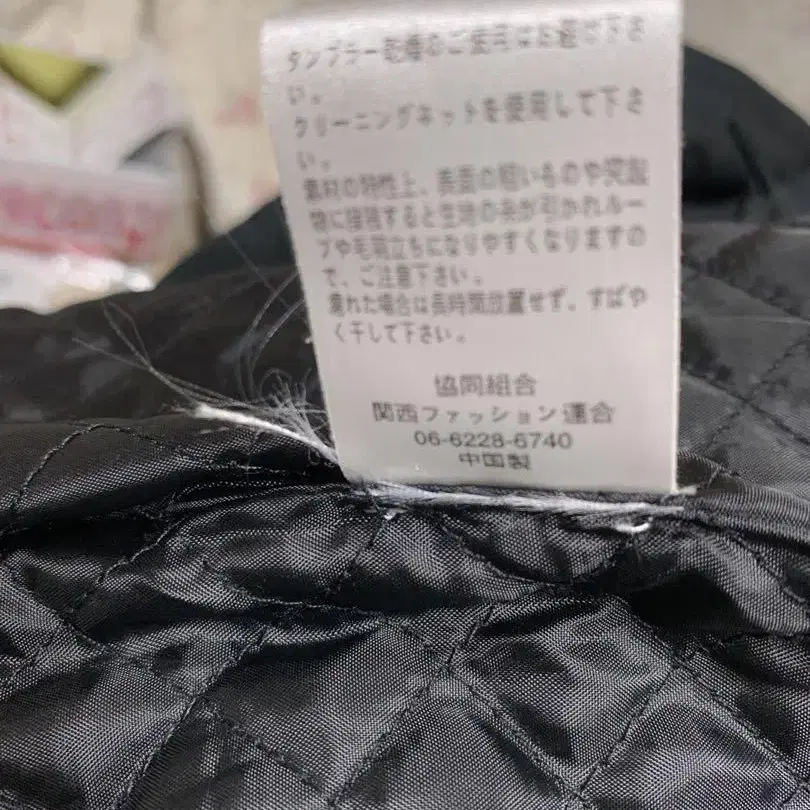 タンブラー乾燥のご使用はお避け下さ
い。
クリーニングネットを使用して下さ
い。
素材の特性上、表面の粗いものや突起
物に接触すると生地の糸が引かれルー
プや毛羽立ちになりやすくなりますの
で、ご注意下さい。
濡れた場合は長時間放置せず、すばや
く干して下さい。
協同組合
関西ファッション連合
06-6228-6740
中国製